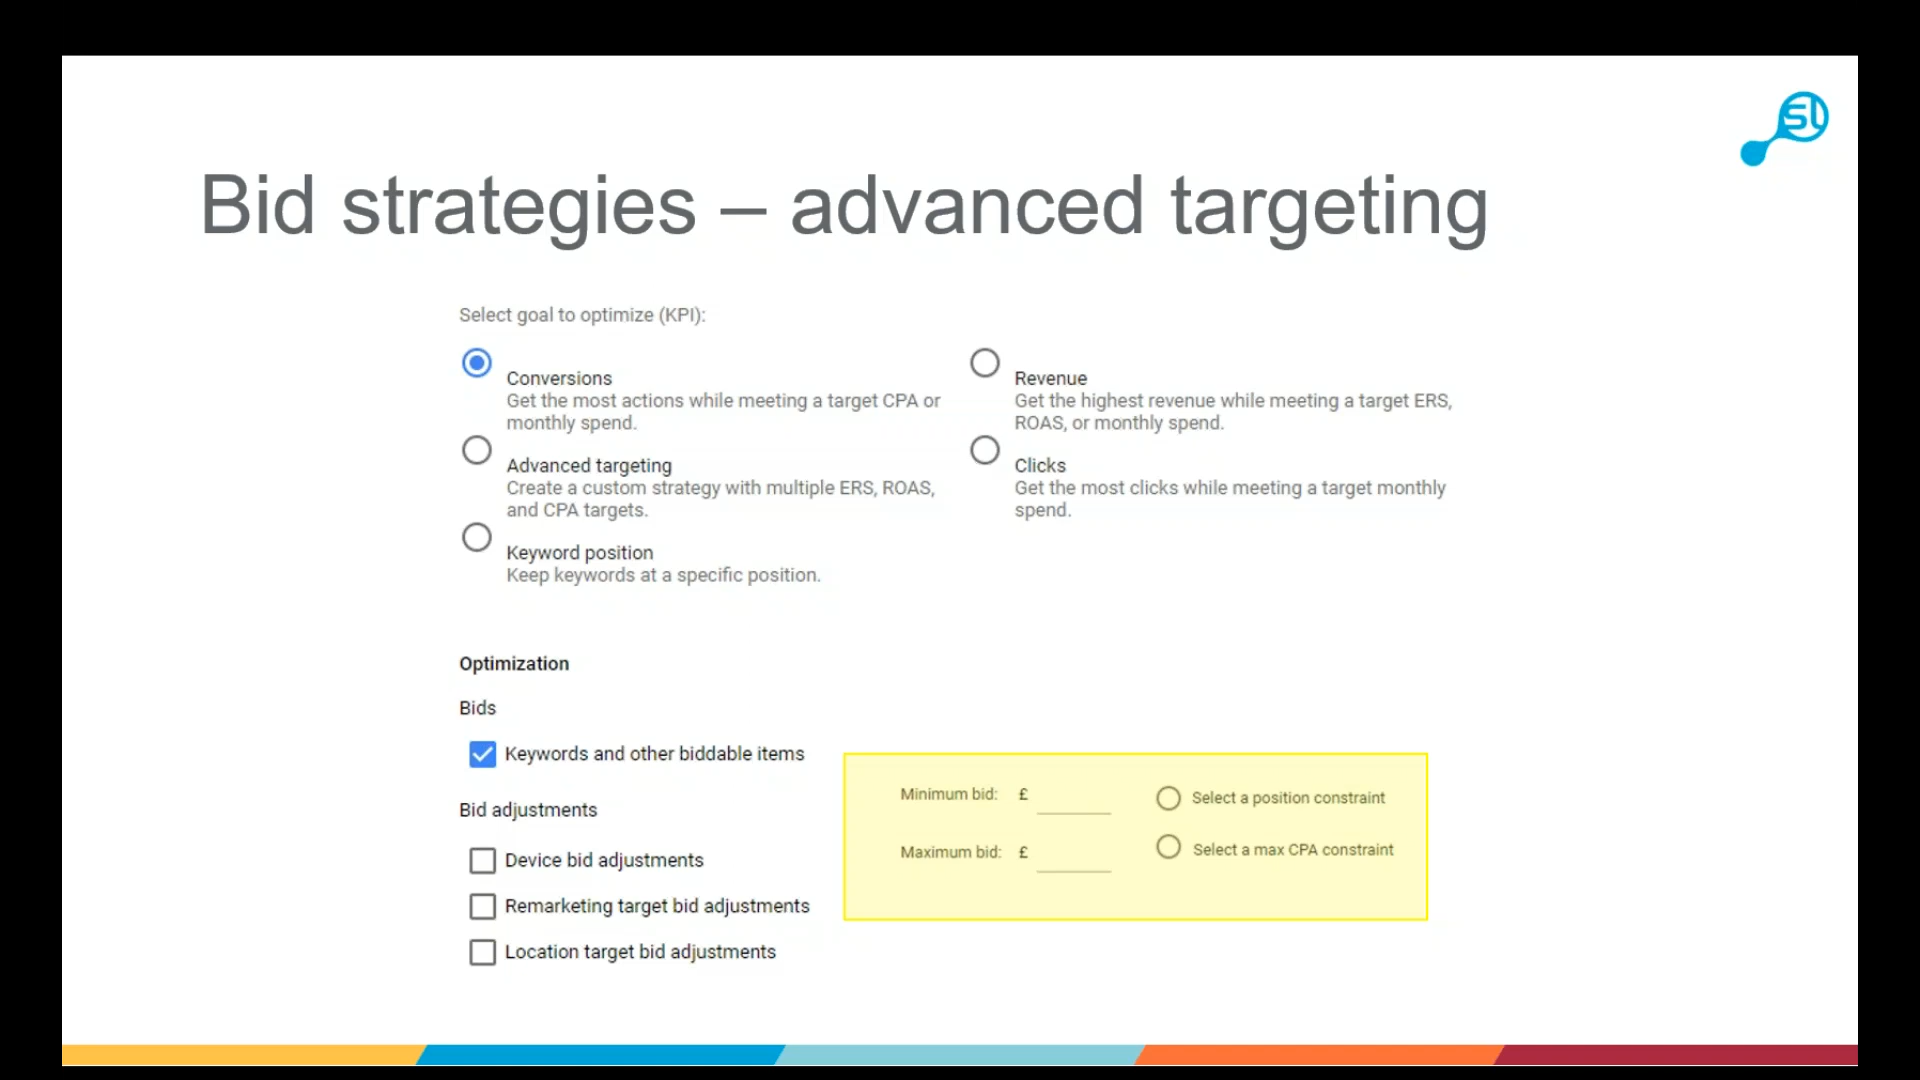 SL
Bid strategies – advanced targeting
Select goal to optimize (KPI):
Conversions
Get the most actions while meeting a target CPA or
monthly spend.
Revenue
Get the highest revenue while meeting a target ERS,
ROAS, or monthly spend.
Advanced targeting
Create a custom strategy with multiple ERS, ROAS,
and CPA targets.
Clicks
Get the most clicks while meeting a target monthly
spend.
Keyword position
Keep keywords at a specific position.
Optimization
Bids
Keywords and other biddable items
Minimum bid: £
Select a position constraint
Maximum bid: £
Select a max CPA constraint
Bid adjustments
Device bid adjustments
Remarketing target bid adjustments
Location target bid adjustments